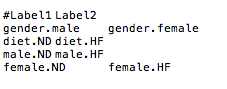 #Label1 Label2
gender.male gender.female
diet.ND diet.HF
male.ND male.HF
female.ND female.HF